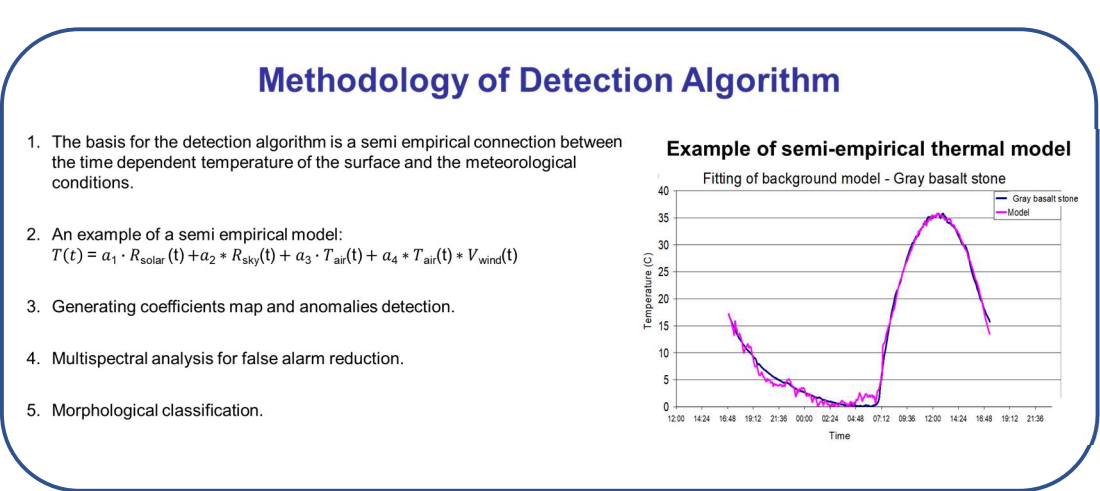 Methodology of Detection Algorithm
1. The basis for the detection algorithm is a semi empirical connection between
the time dependent temperature of the surface and the meteorological
conditions.
2. An example of a semi empirical model:
T(t) = a₁ · R_solar (t) +a₂ * R_sky(t) + a₃ · T_air(t) + a₄ * T_air(t) * V_wind(t)
3. Generating coefficients map and anomalies detection.
4. Multispectral analysis for false alarm reduction.
5. Morphological classification.
Example of semi-empirical thermal model
Fitting of background model - Gray basalt stone
Gray basalt stone
Model
Temperature (C)
40
35
30
25
20
15
10
5
0
12:00 14:24 16:48 19:12 21:36 00:00 02:24 04:48 07:12 09:36 12:00 14:24 16:48 19:12 21:36
Time